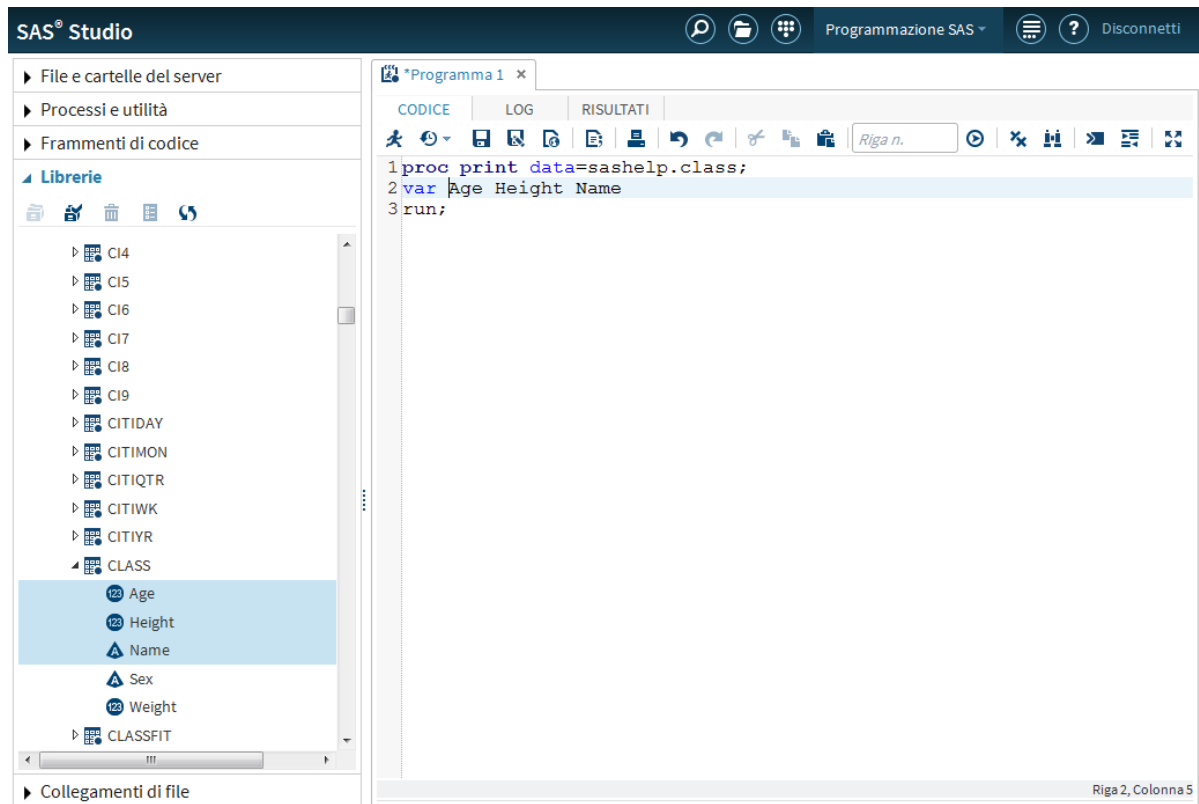 SAS® Studio
Programmazione SAS
Disconnetti
File e cartelle del server
Processi e utilità
Frammenti di codice
Librerie
CI4
CI5
CI6
CI7
CI8
CI9
CITIDAY
CITIMON
CITIQTR
CITIWK
CITIYR
CLASS
123 Age
123 Height
A Name
A Sex
123 Weight
CLASSFIT
Collegamenti di file
*Programma 1
CODICE LOG RISULTATI
Riga n.
1 proc print data=sashelp.class;
2 var Age Height Name
3 run;
Riga 2, Colonna 5